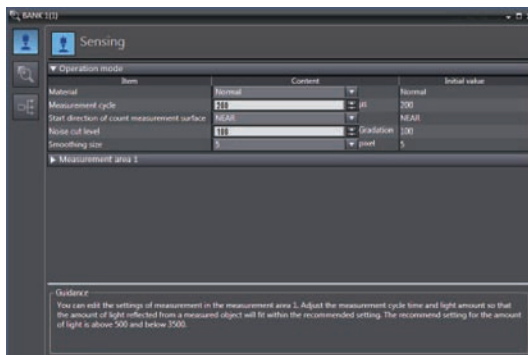 BANK 1(1)
Sensing
▼ Operation mode
Item Content Initial value
Material Normal Normal
Measurement cycle 200 μs 200
Start direction of count measurement surface NEAR NEAR
Noise cut level 100 Gradation 100
Smoothing size 5 pixel 5
▶ Measurement area 1
Guidance
You can edit the settings of measurement in the measurement area 1. Adjust the measurement cycle time and light amount so that
the amount of light reflected from a measured object will fit within the recommended setting. The recommend setting for the amount
of light is above 500 and below 3500.